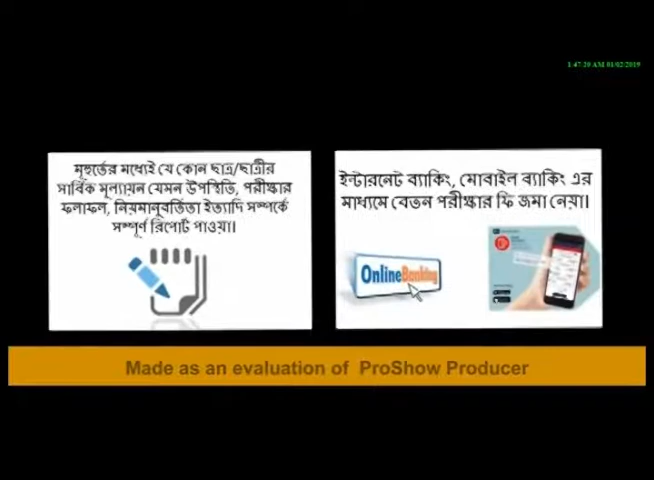 1:47:20 AM 01/02/2019
মূহুর্তের মধ্যেই যে কোন ছাত্র/ছাত্রীর
সার্বিক মূল্যায়ন যেমন উপস্থিতি, পরীক্ষার
ফলাফল, নিয়মানুবর্তিতা ইত্যাদি সম্পর্কে
সম্পূর্ণ রিপোর্ট পাওয়া।
ইন্টারনেট ব্যাকিং, মোবাইল ব্যাকিং এর
মাধ্যমে বেতন পরীক্ষার ফি জমা নেয়া।
OnlineBanking
Made as an evaluation of ProShow Producer